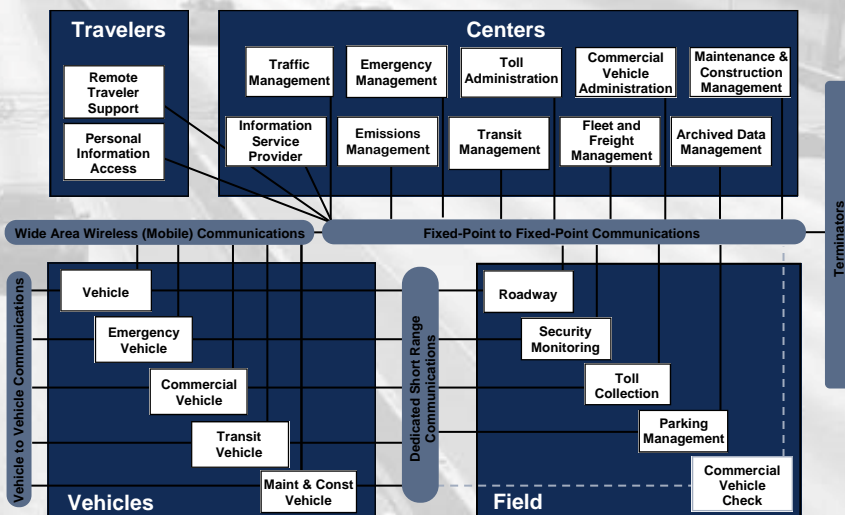 Travelers
Remote
Traveler
Support
Personal
Information
Access
Centers
Traffic
Management
Emergency
Management
Toll
Administration
Commercial
Vehicle
Administration
Maintenance &
Construction
Management
Information
Service
Provider
Emissions
Management
Transit
Management
Fleet and
Freight
Management
Archived Data
Management
Wide Area Wireless (Mobile) Communications
Fixed-Point to Fixed-Point Communications
Terminators
Vehicle to Vehicle Communications
Vehicle
Emergency
Vehicle
Commercial
Vehicle
Transit
Vehicle
Maint & Const
Vehicle
Vehicles
Dedicated Short Range
Communications
Roadway
Security
Monitoring
Toll
Collection
Parking
Management
Commercial
Vehicle
Check
Field